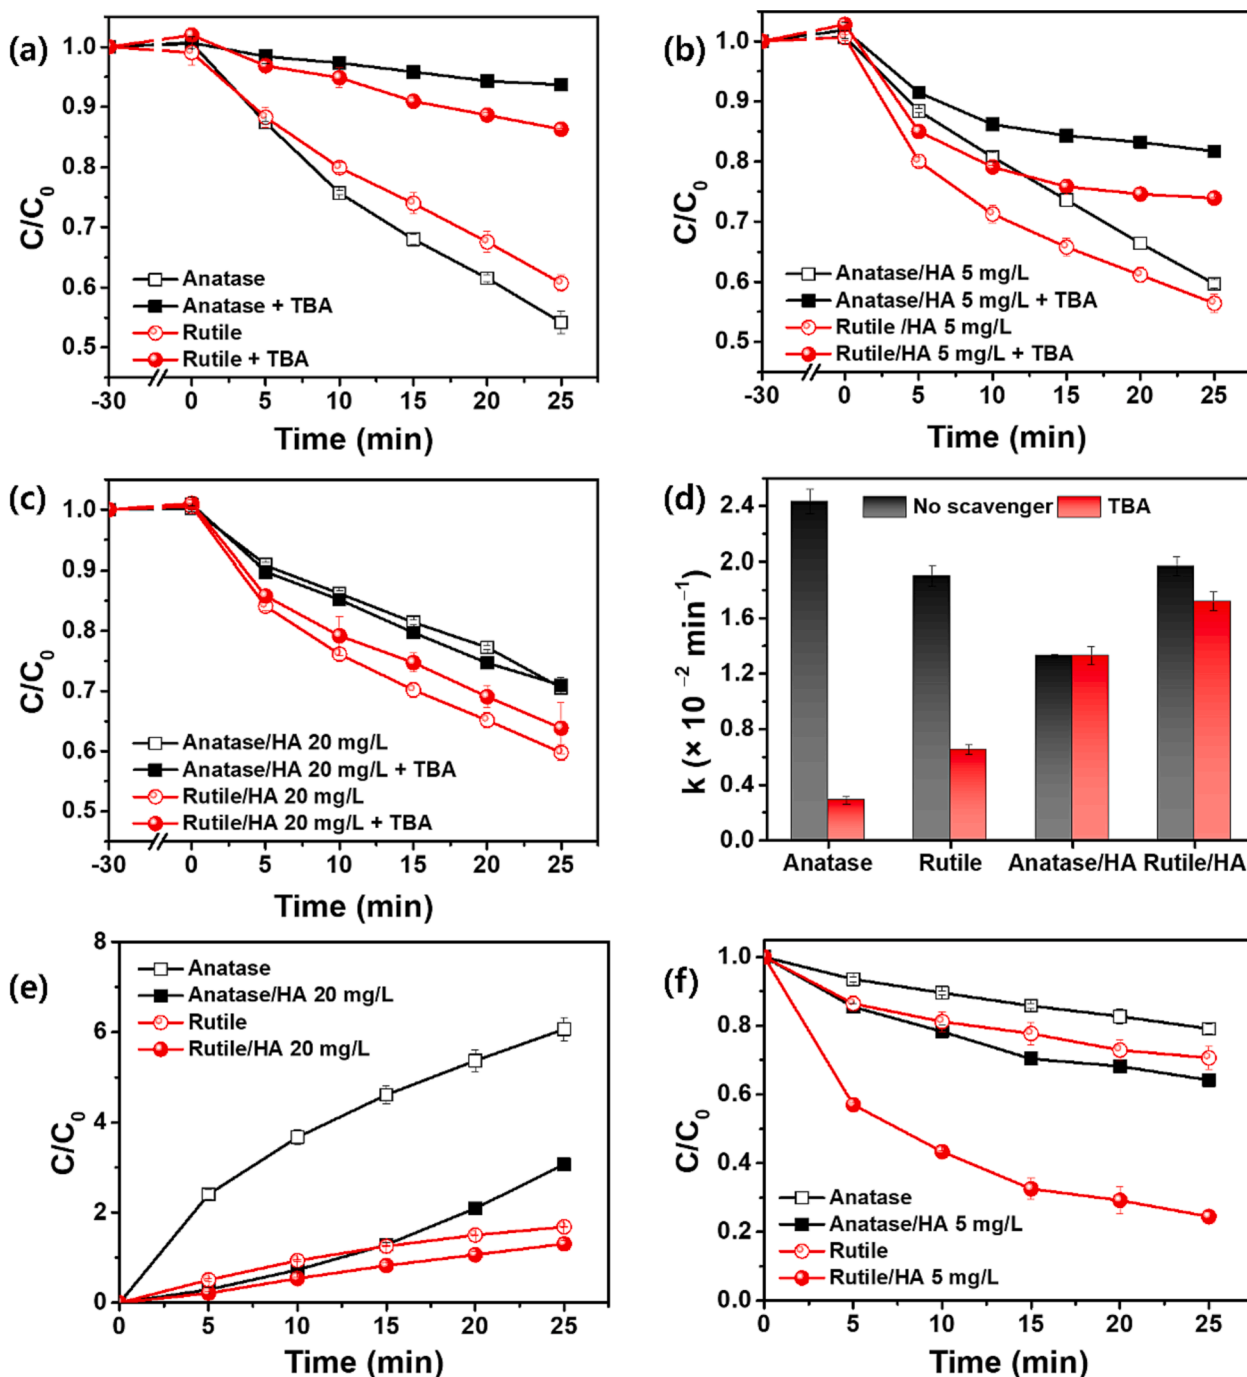 (a)
1.0
0.9
0.8
0.7
0.6
0.5
C/C0
Anatase
Anatase + TBA
Rutile
Rutile + TBA
-30 0 5 10 15 20 25
Time (min)
(b)
1.0
0.9
0.8
0.7
0.6
0.5
C/C0
Anatase/HA 5 mg/L
Anatase/HA 5 mg/L + TBA
Rutile /HA 5 mg/L
Rutile/HA 5 mg/L + TBA
-30 0 5 10 15 20 25
Time (min)
(c)
1.0
0.9
0.8
0.7
0.6
0.5
C/C0
Anatase/HA 20 mg/L
Anatase/HA 20 mg/L + TBA
Rutile/HA 20 mg/L
Rutile/HA 20 mg/L + TBA
-30 0 5 10 15 20 25
Time (min)
(d)
2.4
2.0
1.6
1.2
0.8
0.4
0.0
k (× 10 −2 min−1)
No scavenger TBA
Anatase Rutile Anatase/HA Rutile/HA
(e)
8
6
4
2
0
C/C0
Anatase
Anatase/HA 20 mg/L
Rutile
Rutile/HA 20 mg/L
0 5 10 15 20 25
Time (min)
(f)
1.0
0.8
0.6
0.4
0.2
0.0
C/C0
Anatase
Anatase/HA 5 mg/L
Rutile
Rutile/HA 5 mg/L
0 5 10 15 20 25
Time (min)